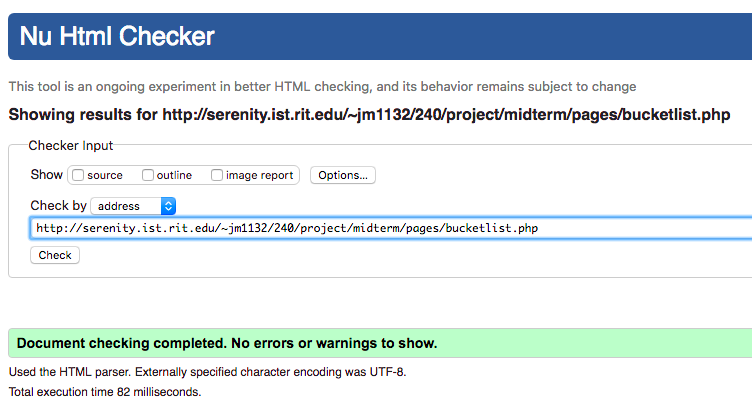 Nu Html Checker
This tool is an ongoing experiment in better HTML checking, and its behavior remains subject to change
Showing results for http://serenity.ist.rit.edu/~jm1132/240/project/midterm/pages/bucketlist.php
Checker Input
Show source outline image report Options...
Check by address
http://serenity.ist.rit.edu/~jm1132/240/project/midterm/pages/bucketlist.php
Check
Document checking completed. No errors or warnings to show.
Used the HTML parser. Externally specified character encoding was UTF-8.
Total execution time 82 milliseconds.